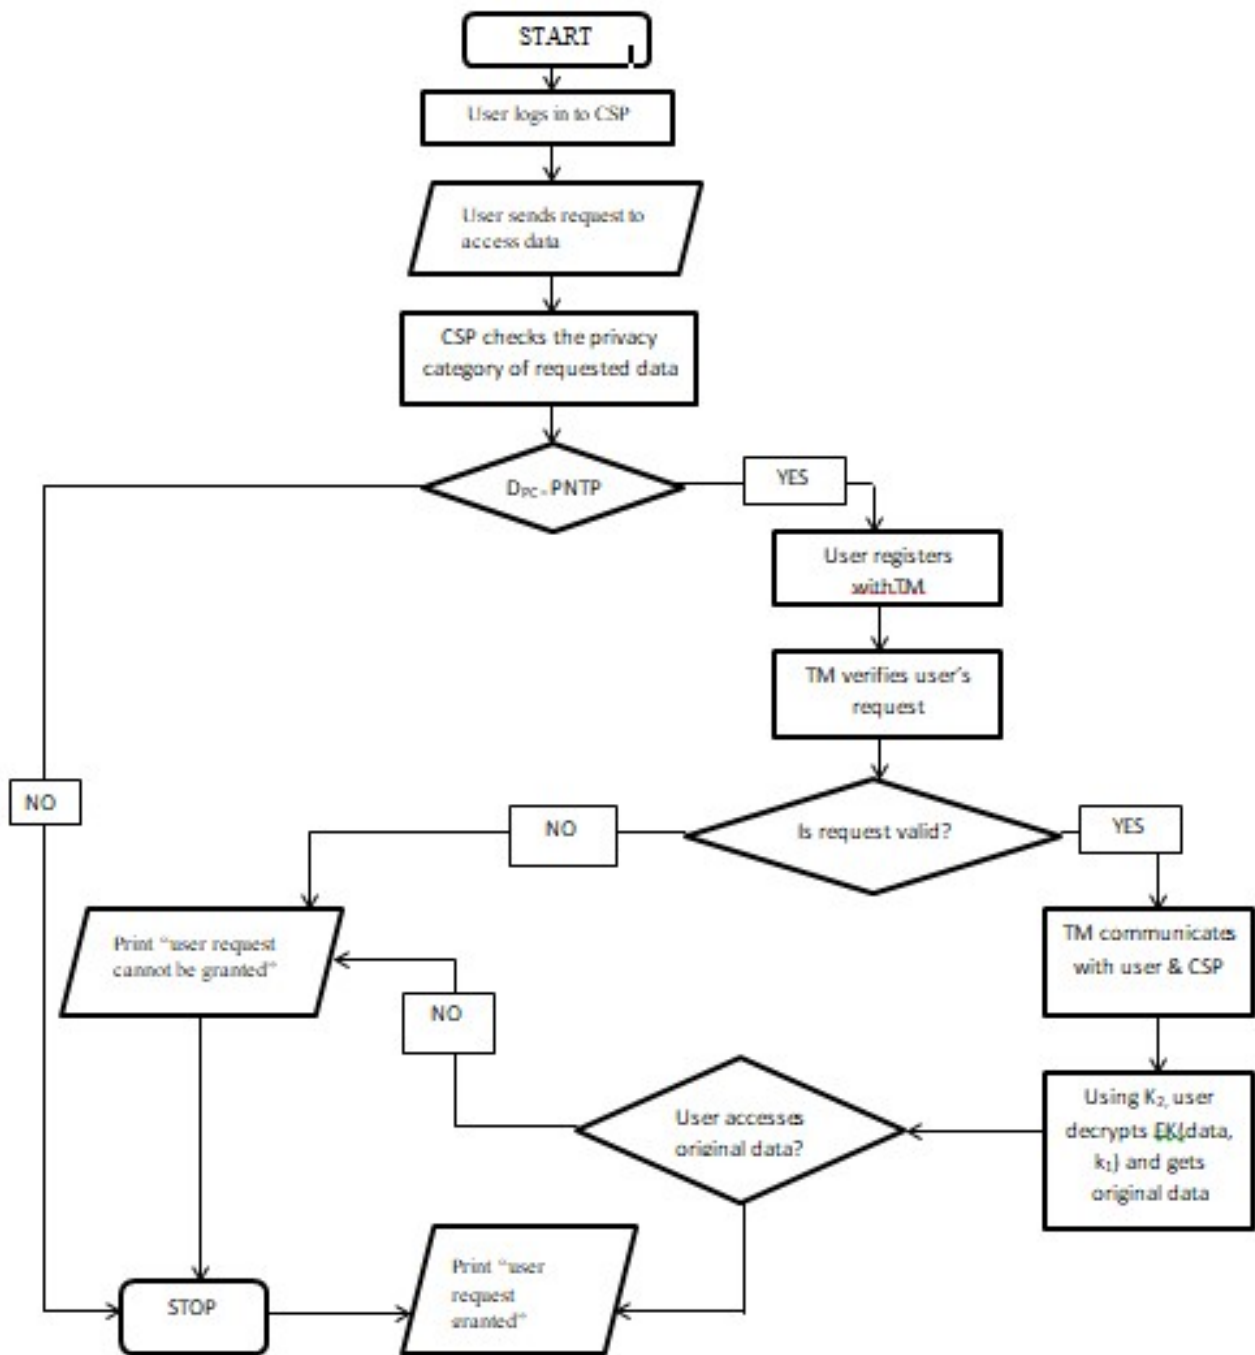 START
User logs in to CSP
User sends request to
access data
CSP checks the privacy
category of requested data
D_PC = PNTP
YES
User registers
with TM
TM verifies user's
request
NO
NO
Is request valid?
YES
Print "user request
cannot be granted"
TM communicates
with user & CSP
NO
User accesses
original data?
Using K₂, user
decrypts EK(data,
k₁) and gets
original data
Print "user
request
granted"
STOP